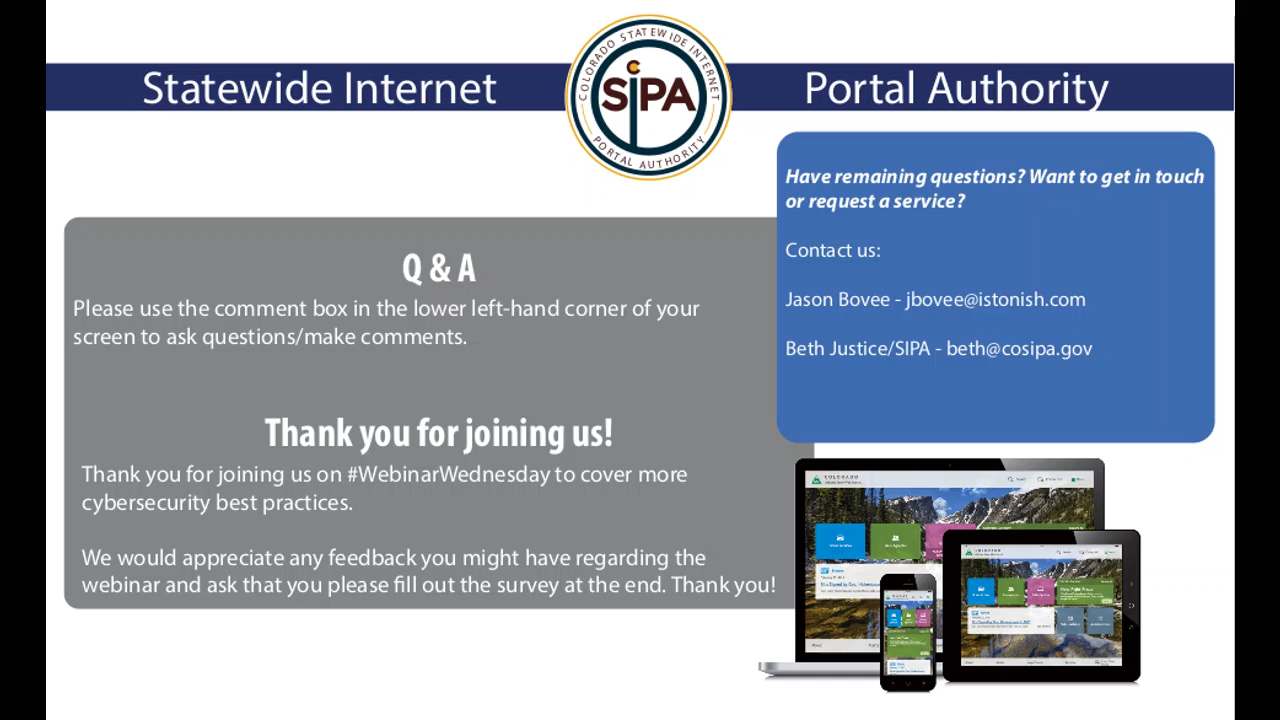 Statewide Internet
COLORADO STATEWIDE INTERNET
SIPA
PORTAL AUTHORITY
Portal Authority
Have remaining questions? Want to get in touch
or request a service?
Contact us:
Jason Bovee - jbovee@istonish.com
Beth Justice/SIPA - beth@cosipa.gov
Q & A
Please use the comment box in the lower left-hand corner of your
screen to ask questions/make comments.
Thank you for joining us!
Thank you for joining us on #WebinarWednesday to cover more
cybersecurity best practices.
We would appreciate any feedback you might have regarding the
webinar and ask that you please fill out the survey at the end. Thank you!
COLORADO